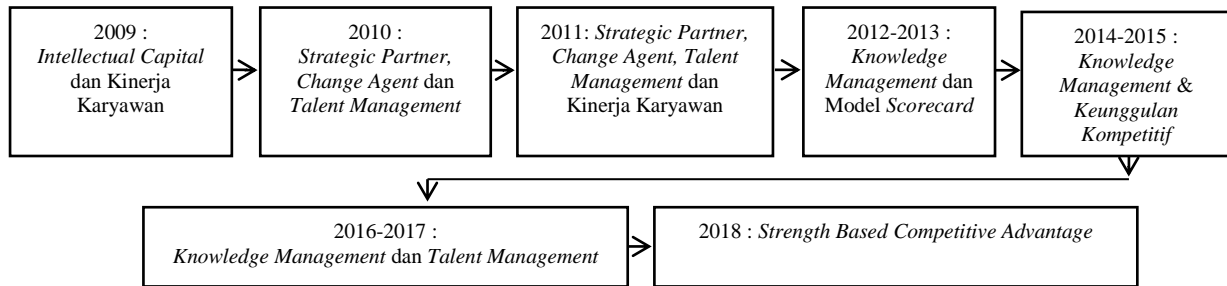 2009 :
Intellectual Capital
dan Kinerja
Karyawan
2010 :
Strategic Partner,
Change Agent dan
Talent Management
2011: Strategic Partner,
Change Agent, Talent
Management dan
Kinerja Karyawan
2012-2013 :
Knowledge
Management dan
Model Scorecard
2014-2015 :
Knowledge
Management &
Keunggulan
Kompetitif
2016-2017 :
Knowledge Management dan Talent Management
2018 : Strength Based Competitive Advantage